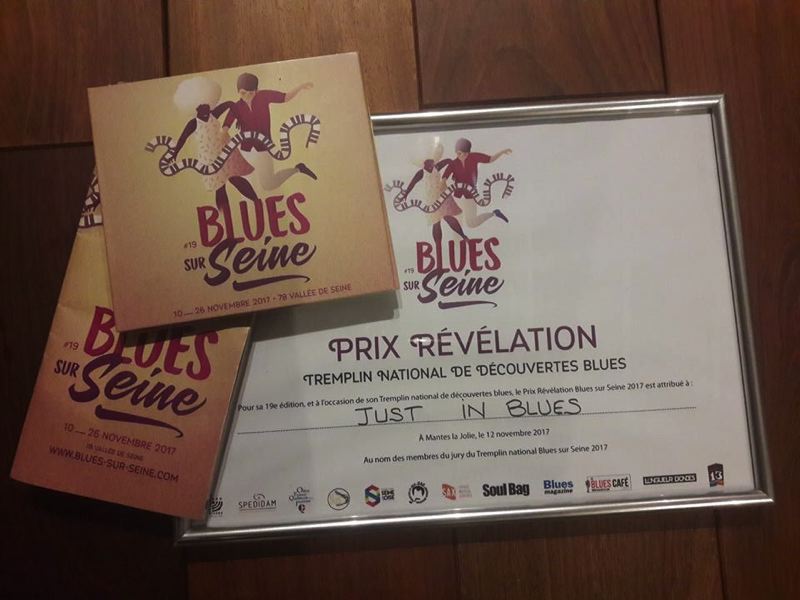 #19 BLUES
SUR Seine
10__26 NOVEMBRE 2017 • 78 VALLÉE DE SEINE
#19 BLUES
SUR Seine
10__26 NOVEMBRE 2017
78 VALLÉE DE SEINE
WWW.BLUES-SUR-SEINE.COM
#19 BLUES
SUR Seine
PRIX RÉVÉLATION
TREMPLIN NATIONAL DE DÉCOUVERTES BLUES
Pour sa 19e édition, et à l'occasion de son Tremplin national de découvertes blues, le Prix Révélation Blues sur Seine 2017 est attribué à :
JUST IN BLUES
À Mantes la Jolie, le 12 novembre 2017
Au nom des membres du jury du Tremplin national Blues sur Seine 2017
SPEDIDAM
SAX
Soul Bag
Blues
magazine
BLUES CAFÉ
LONGUEUR D'ONDES
13